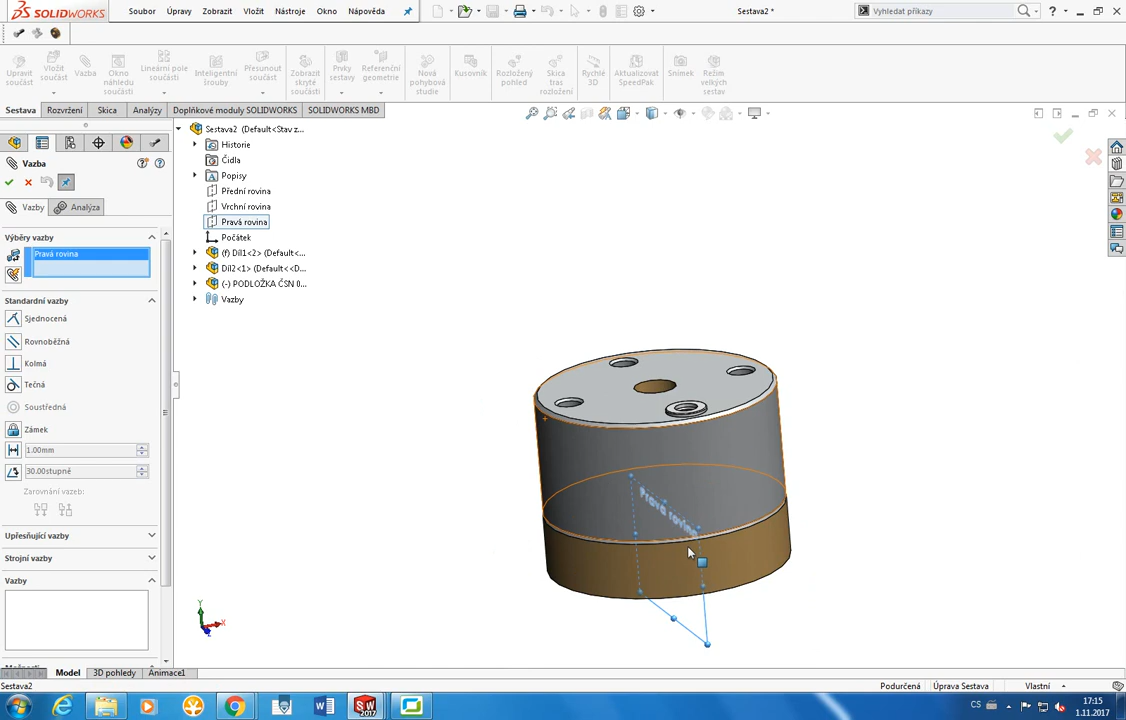 SOLIDWORKS
Soubor Úpravy Zobrazit Vložit Nástroje Okno Nápověda
Sestava2 *
Vyhledat příkazy
Upravit součást
Vložit součást
Vazba
Okno náhledu součásti
Lineární pole součásti
Inteligentní šrouby
Přesunout součást
Zobrazit skryté součásti
Prvky sestavy
Referenční geometrie
Nová pohybová studie
Kusovník
Rozložený pohled
Skica tras rozložení
Rychlé 3D
Aktualizovat SpeedPak
Snímek
Režim velkých sestav
Sestava Rozvržení Skica Analýzy Doplňkové moduly SOLIDWORKS SOLIDWORKS MBD
Vazba
Vazby Analýza
Výběry vazby
Pravá rovina
Standardní vazby
Sjednocená
Rovnoběžná
Kolmá
Tečná
Soustředná
Zámek
1.00mm
30.00stupně
Zarovnání vazeb:
Upřesňující vazby
Strojní vazby
Vazby
Sestava2 (Default<Stav z...
Historie
Čidla
Popisy
Přední rovina
Vrchní rovina
Pravá rovina
Počátek
(f) Díl1<2> (Default<...
Díl2<1> (Default<<D...
(-) PODLOŽKA ČSN 0...
Vazby
Pravá rovina
Y
X
Z
Model 3D pohledy Animace1
Sestava2
Podurčená Úprava Sestava Vlastní
SW 2017
CS
17:15
1.11.2017